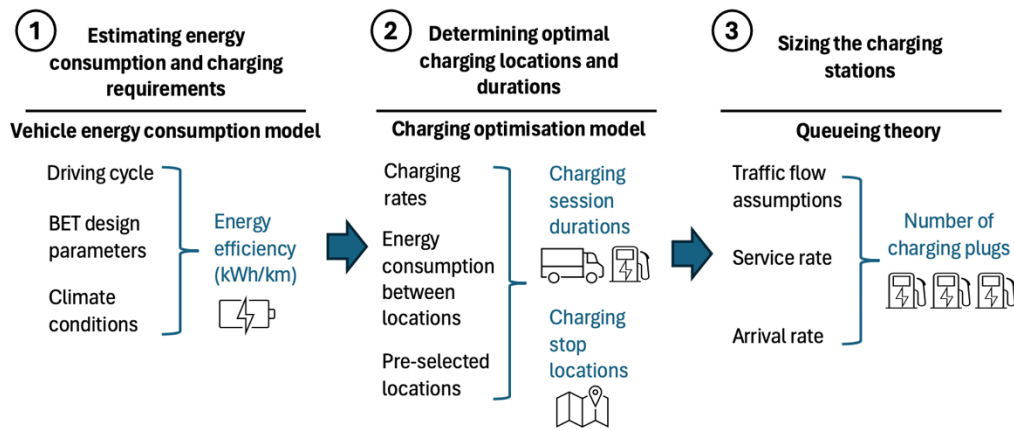 1
Estimating energy
consumption and charging
requirements
Vehicle energy consumption model
Driving cycle
BET design
parameters
Climate
conditions
Energy
efficiency
(kWh/km)
2
Determining optimal
charging locations and
durations
Charging optimisation model
Charging
rates
Energy
consumption
between
locations
Pre-selected
locations
Charging
session
durations
Charging
stop
locations
3
Sizing the charging
stations
Queueing theory
Traffic flow
assumptions
Service rate
Arrival rate
Number of
charging plugs